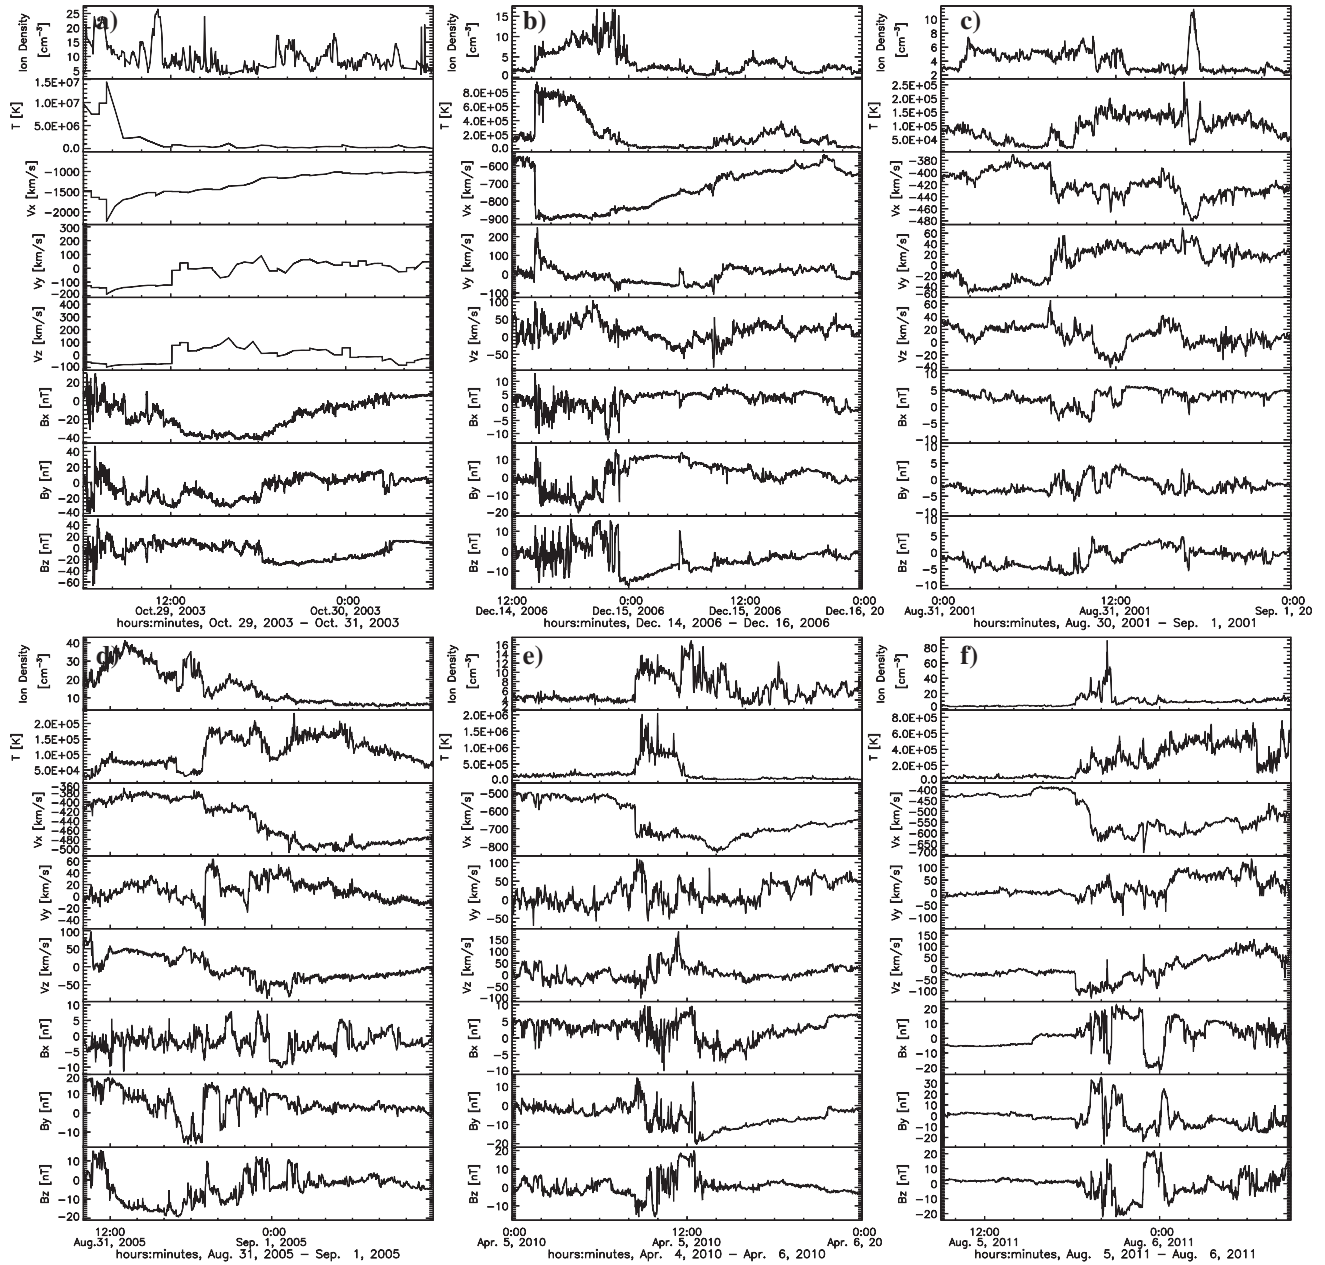 a)
Ion Density
[cm−3]
25
20
15
10
5
T [K]
1.5E+07
1.0E+07
5.0E+06
0.0
Vx [km/s]
−1000
−1500
−2000
Vy [km/s]
300
200
100
0
−100
−200
Vz [km/s]
400
300
200
100
0
−100
Bx [nT]
20
0
−20
−40
By [nT]
40
20
0
−20
−40
Bz [nT]
40
20
0
−20
−40
−60
12:00 0:00
Oct.29, 2003 Oct.30, 2003
hours:minutes, Oct. 29, 2003 − Oct. 31, 2003
b)
Ion Density
[cm−3]
15
10
5
0
T [K]
8.0E+05
6.0E+05
4.0E+05
2.0E+05
0.0
Vx [km/s]
−600
−700
−800
−900
Vy [km/s]
200
100
0
−100
Vz [km/s]
100
50
0
−50
Bx [nT]
10
5
0
−5
−10
By [nT]
10
0
−10
−20
Bz [nT]
10
0
−10
12:00 0:00 12:00 0:00
Dec.14, 2006 Dec.15, 2006 Dec.15, 2006 Dec.16, 20
hours:minutes, Dec. 14, 2006 − Dec. 16, 2006
c)
Ion Density
[cm−3]
10
8
6
4
2
T [K]
2.5E+05
2.0E+05
1.5E+05
1.0E+05
5.0E+04
Vx [km/s]
−380
−400
−420
−440
−460
−480
Vy [km/s]
60
40
20
0
−20
−40
−60
Vz [km/s]
60
40
20
0
−20
−40
Bx [nT]
10
5
0
−5
−10
By [nT]
10
5
0
−5
−10
Bz [nT]
10
5
0
−5
−10
0:00 12:00 0:00
Aug.31, 2001 Aug.31, 2001 Sep. 1, 20
hours:minutes, Aug. 30, 2001 − Sep. 1, 2001
d)
Ion Density
[cm−3]
40
30
20
10
T [K]
2.0E+05
1.5E+05
1.0E+05
5.0E+04
Vx [km/s]
−360
−380
−400
−420
−440
−460
−480
−500
Vy [km/s]
60
40
20
0
−20
−40
Vz [km/s]
100
50
0
−50
Bx [nT]
10
5
0
−5
−10
By [nT]
20
10
0
−10
Bz [nT]
10
0
−10
−20
12:00 0:00
Aug.31, 2005 Sep. 1, 2005
hours:minutes, Aug. 31, 2005 − Sep. 1, 2005
e)
Ion Density
[cm−3]
16
14
12
10
8
6
4
2
T [K]
2.0E+06
1.5E+06
1.0E+06
5.0E+05
0.0
Vx [km/s]
−500
−600
−700
−800
Vy [km/s]
100
50
0
−50
Vz [km/s]
150
100
50
0
−50
−100
Bx [nT]
10
5
0
−5
−10
By [nT]
10
0
−10
−20
Bz [nT]
20
10
0
−10
0:00 12:00 0:00
Apr. 5, 2010 Apr. 5, 2010 Apr. 6, 20
hours:minutes, Apr. 4, 2010 − Apr. 6, 2010
f)
Ion Density
[cm−3]
80
60
40
20
0
T [K]
8.0E+05
6.0E+05
4.0E+05
2.0E+05
0.0
Vx [km/s]
−400
−450
−500
−550
−600
−650
−700
Vy [km/s]
100
50
0
−50
−100
Vz [km/s]
150
100
50
0
−50
−100
Bx [nT]
20
10
0
−10
−20
By [nT]
30
20
10
0
−10
−20
Bz [nT]
20
10
0
−10
−20
12:00 0:00
Aug. 5, 2011 Aug. 6, 2011
hours:minutes, Aug. 5, 2011 − Aug. 6, 2011